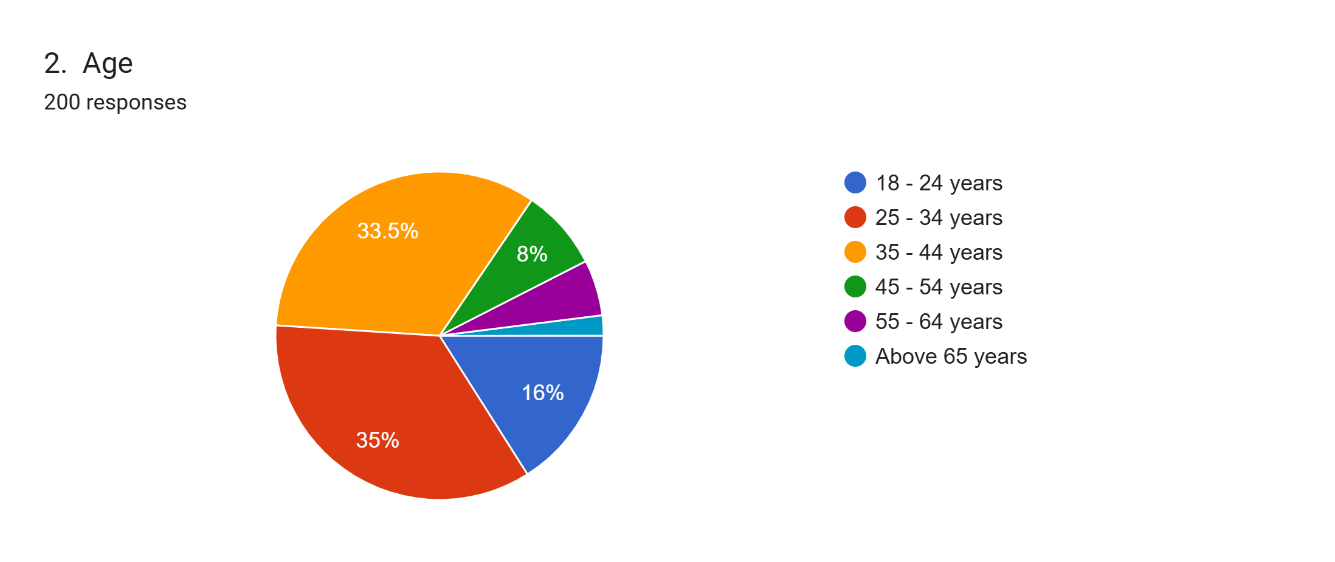 2. Age
200 responses
33.5%
8%
16%
35%
18 - 24 years
25 - 34 years
35 - 44 years
45 - 54 years
55 - 64 years
Above 65 years